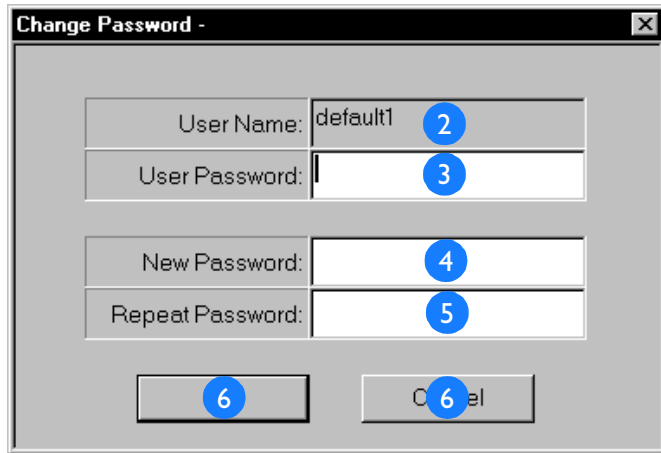 Change Password -
User Name: default1 2
User Password: 3
New Password: 4
Repeat Password: 5
6 6